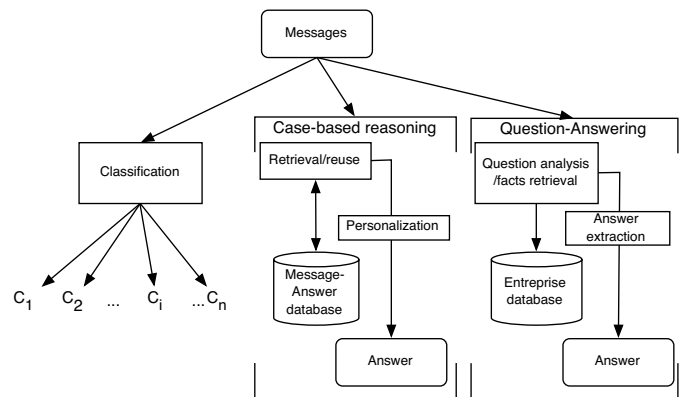 Messages
Case-based reasoning
Question-Answering
Classification
Retrieval/reuse
Question analysis
/facts retrieval
Personalization
Answer
extraction
Message-
Answer
database
Entreprise
database
C1 C2 ... Ci ...Cn
Answer
Answer